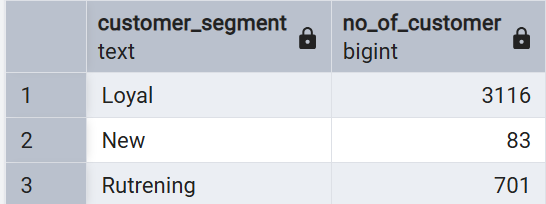 customer_segment no_of_customer
text bigint
1 Loyal 3116
2 New 83
3 Rutrening 701